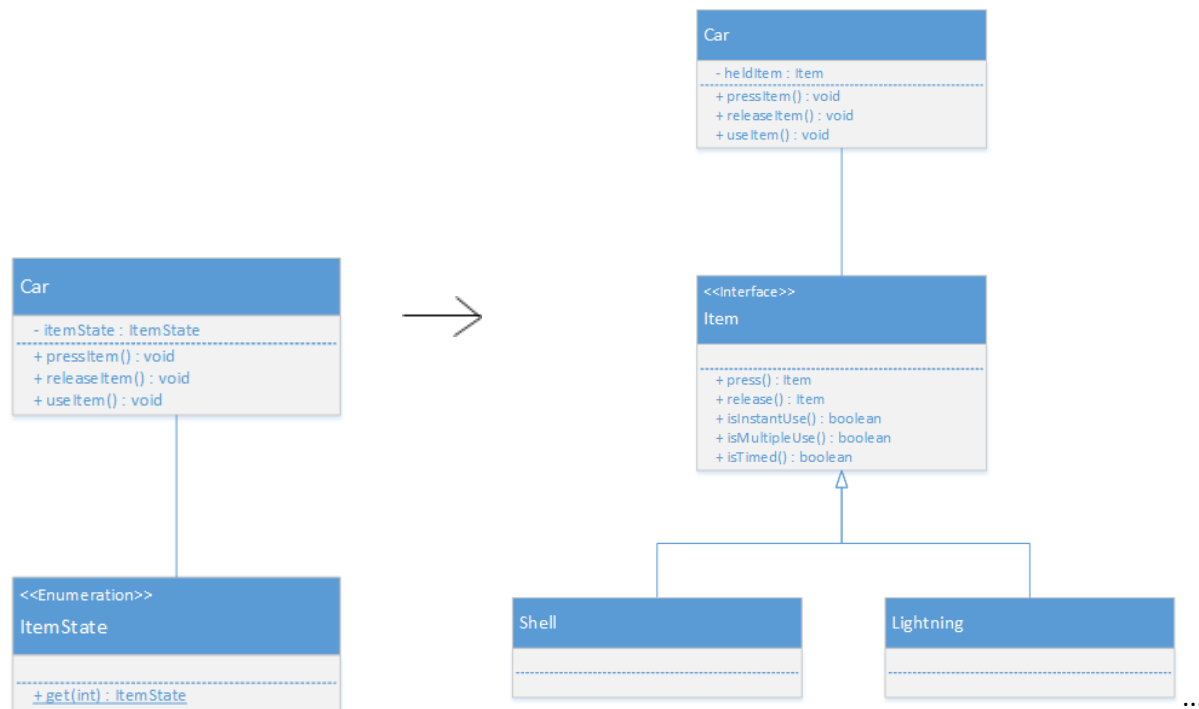 Car
- itemState : ItemState
+ pressItem() : void
+ releaseItem() : void
+ useItem() : void
<<Enumeration>>
ItemState
+ get(int) : ItemState
Car
- heldItem : Item
+ pressItem() : void
+ releaseItem() : void
+ useItem() : void
<<Interface>>
Item
+ press() : Item
+ release() : Item
+ isInstantUse() : boolean
+ isMultipleUse() : boolean
+ isTimed() : boolean
Shell
Lightning
...